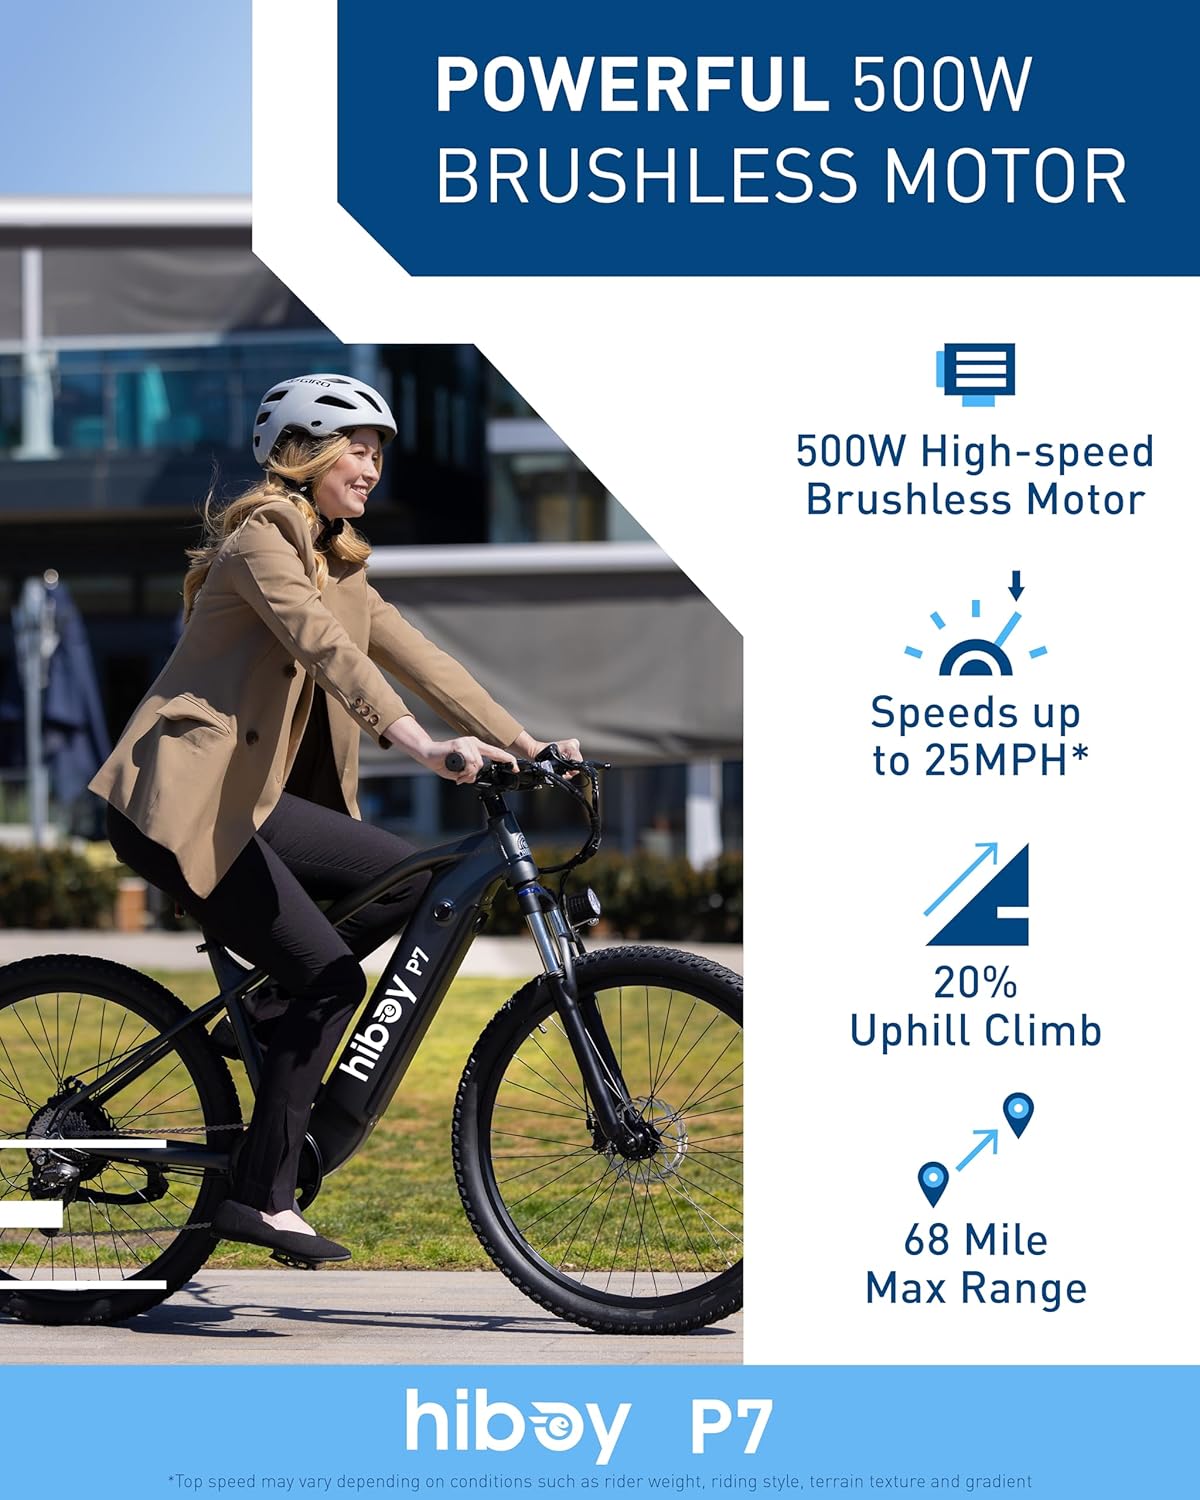 POWERFUL 500W
BRUSHLESS MOTOR
500W High-speed
Brushless Motor
Speeds up
to 25MPH*
20%
Uphill Climb
68 Mile
Max Range
GIRO
hiboy P7
hiboy P7
*Top speed may vary depending on conditions such as rider weight, riding style, terrain texture and gradient